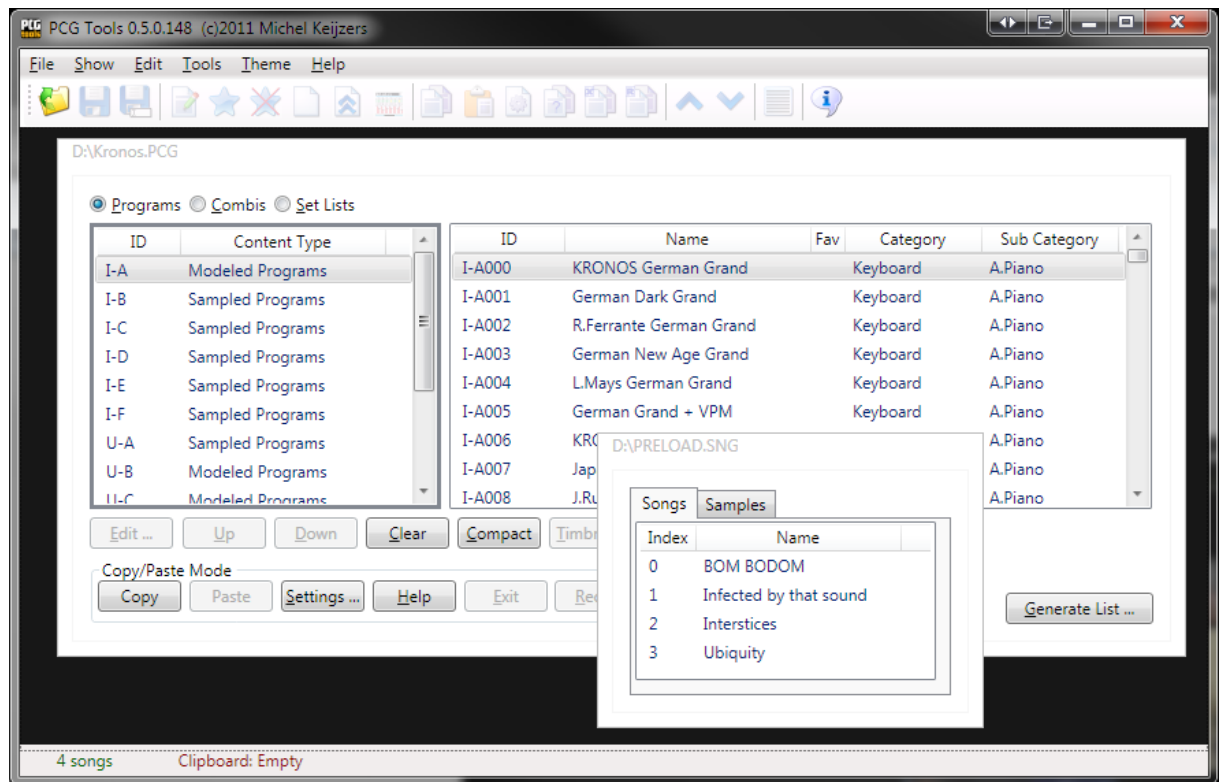 PCG Tools 0.5.0.148 (c)2011 Michel Keijzers
File Show Edit Tools Theme Help
D:\Kronos.PCG
Programs Combis Set Lists
ID Content Type
I-A Modeled Programs
I-B Sampled Programs
I-C Sampled Programs
I-D Sampled Programs
I-E Sampled Programs
I-F Sampled Programs
U-A Sampled Programs
U-B Modeled Programs
U-C Modeled Programs
ID Name Fav Category Sub Category
I-A000 KRONOS German Grand Keyboard A.Piano
I-A001 German Dark Grand Keyboard A.Piano
I-A002 R.Ferrante German Grand Keyboard A.Piano
I-A003 German New Age Grand Keyboard A.Piano
I-A004 L.Mays German Grand Keyboard A.Piano
I-A005 German Grand + VPM Keyboard A.Piano
I-A006 A.Piano
I-A007 Jap A.Piano
I-A008 J.Ru A.Piano
Edit ... Up Down Clear Compact Timbr
Copy/Paste Mode
Copy Paste Settings ... Help Exit
Generate List ...
D:\PRELOAD.SNG
Songs Samples
Index Name
0 BOM BODOM
1 Infected by that sound
2 Interstices
3 Ubiquity
4 songs Clipboard: Empty